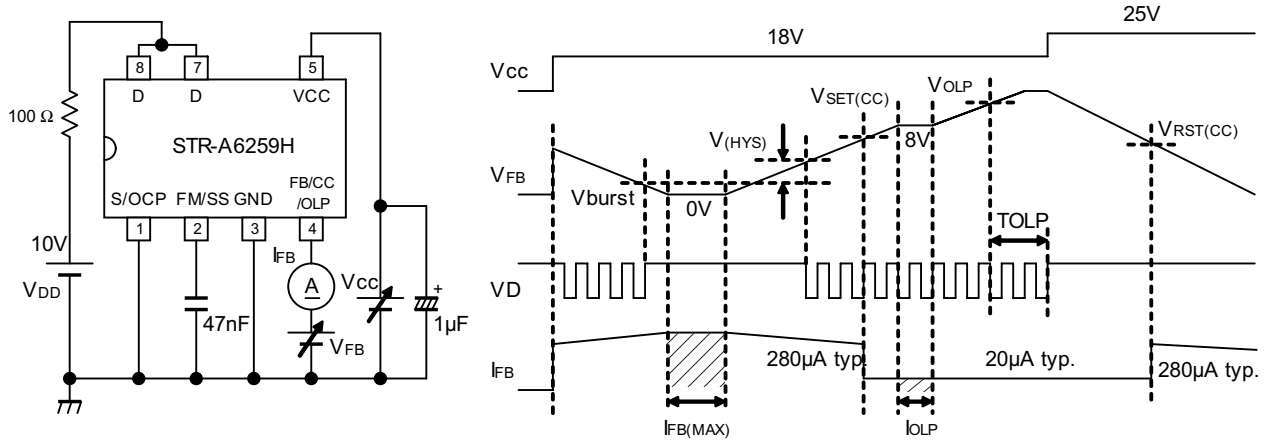 8
7
5
D
D
VCC
100 Ω
STR-A6259H
S/OCP
FM/SS
GND
FB/CC
/OLP
1
2
3
4
10V
VDD
IFB
A
47nF
VFB
Vcc
+
1μF
25V
18V
Vcc
VSET(CC)
VOLP
V(HYS)
8V
VRST(CC)
VFB
Vburst
0V
TOLP
VD
IFB
280μA typ.
20μA typ.
280μA typ.
IFB(MAX)
IOLP